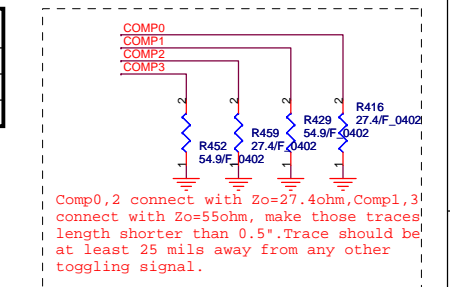 COMP0
COMP1
COMP2
COMP3
2
2
2
2
R416
27.4/F_0402
R429
54.9/F_0402
R459
27.4/F_0402
R452
54.9/F_0402
1
1
1
1
Comp0,2 connect with Zo=27.4ohm,Comp1,3
connect with Zo=55ohm, make those traces
length shorter than 0.5".Trace should be
at least 25 mils away from any other
toggling signal.